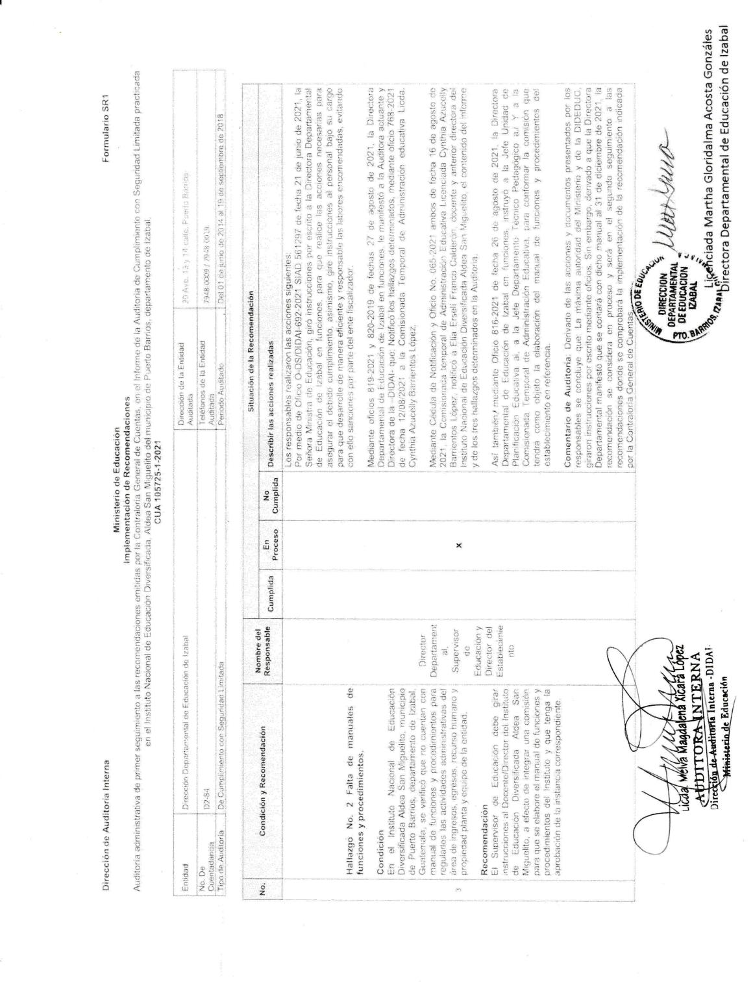 Dirección de Auditoría Interna
Formulario SR1
Ministerio de Educación
Implementación de Recomendaciones
Auditoría administrativa de primer seguimiento a las recomendaciones emitidas por la Contraloría General de Cuentas, en el Informe de la Auditoría de Cumplimiento con Seguridad Limitada practicada
en el Instituto Nacional de Educación Diversificada, Aldea San Miguelito del municipio de Puerto Barrios, departamento de Izabal.
CUA 105725-1-2021
Entidad
Dirección Departamental de Educación de Izabal
Dirección de la Entidad
Auditada
20 Ave. 13 y 14 calle, Puerto Barrios
No. De
Cuentadancia
D2-84
Teléfonos de la Entidad
Auditada
7948-0009 / 7948-0019
Tipo de Auditoría
De Cumplimiento con Seguridad Limitada
Periodo Auditado
Del 01 de junio de 2014 al 19 de septiembre de 2018
No.
Condición y Recomendación
Nombre del
Responsable
Situación de la Recomendación
Cumplida
En
Proceso
No
Cumplida
Describir las acciones realizadas
3
Hallazgo No. 2 Falta de manuales de
funciones y procedimientos.
Condición
En el Instituto Nacional de Educación
Diversificada Aldea San Miguelito, municipio
de Puerto Barrios, departamento de Izabal,
Guatemala, se verificó que no cuentan con
manual de funciones y procedimientos para
regularles las actividades administrativas del
área de ingresos, egresos, recurso humano y
propiedad planta y equipo de la entidad.
Recomendación
El Supervisor de Educación debe girar
instrucciones al Docente/Director del Instituto
de Educación Diversificada Aldea San
Miguelito, a efecto de integrar una comisión
para que se elabore el manual de funciones y
procedimientos del Instituto y que tenga la
aprobación de la instancia correspondiente.
Director
Departament
al,
Supervisor
de
Educación y
Director del
Establecimie
nto
X
Los responsables realizaron las acciones siguientes:
Por medio de Oficio O-DS/DIDAI-692-2021 SIAD 561297 de fecha 21 de junio de 2021, la
Señora Ministra de Educación, giró instrucciones por escrito a la Directora Departamental
de Educación de Izabal en funciones, para que realice las acciones necesarias para
asegurar el debido cumplimiento, asimismo, gire instrucciones al personal bajo su cargo
para que desarrolle de manera eficiente y responsable las labores encomendadas, evitando
con ello sanciones por parte del ente fiscalizador.
Mediante oficios 819-2021 y 820-2019 de fechas 27 de agosto de 2021, la Directora
Departamental de Educación de Izabal en funciones, le manifestó a la Auditora actuante y
Directora de la –DIDAI- que: Notificó los hallazgos determinados, mediante oficio 768-2021
de fecha 12/08/2021 a la Comisionada Temporal de Administración educativa Licda.
Cynthia Azucelly Barrientos López.
Mediante Cédula de Notificación y Oficio No. 065-2021 ambos de fecha 16 de agosto de
2021, la Comisionada temporal de Administración Educativa Licenciada Cynthia Azucelly
Barrientos López, notificó a Elia Erselí Franco Calderón, docente y anterior directora del
Instituto Nacional de Educación Diversificada Aldea San Miguelito, el contenido del informe
y de los tres hallazgos determinados en la Auditoría.
Así también, mediante Oficio 816-2021 de fecha 26 de agosto de 2021, la Directora
Departamental de Educación de Izabal en funciones, instruyó a la Jefe Unidad de
Planificación Educativa ai, a la Jefe Departamento Técnico Pedagógico a.i Y a la
Comisionada Temporal de Administración Educativa, para conformar la comisión que
tendra como objeto la elaboración del manual de funciones y procedimientos del
establecimiento en referencia.
Comentario de Auditoría: Derivado de las acciones y documentos presentados por los
responsables se concluye que: La máxima autoridad del Ministerio y de la DIDEDUC,
giraron instrucciones por escrito mediante oficios. Sin embargo, derivado a que la Directora
Departamental manifestó que se contará con dicho manual al 31 de diciembre de 2021, la
recomendación se considera en proceso y será en el segundo seguimiento a las
recomendaciones donde se comprobará la implementación de la recomendación indicada
por la Contraloría General de Cuentas.
Licda. Melva Magdalena Alcará López
AUDITORA INTERNA
Dirección de Auditoría Interna -DIDAI-
Ministerio de Educación
MINISTERIO DE EDUCACION
DIRECCION
DEPARTAMENTAL
DE EDUCACION
IZABAL
PTO. BARRIOS, IZABAL
Licenciada Martha Gloridalma Acosta Gonzáles
Directora Departamental de Educación de Izabal